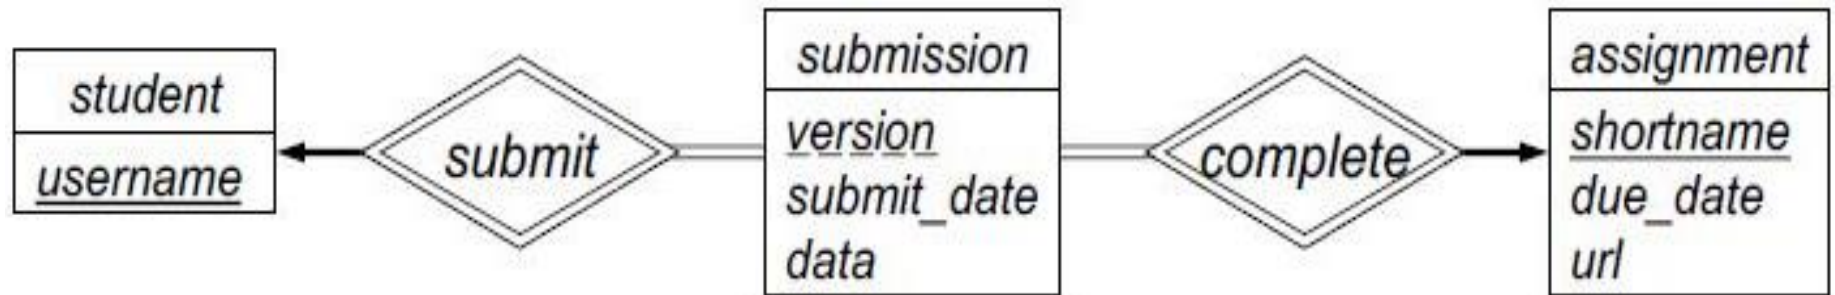 student
username
submit
submission
version
submit_date
data
complete
assignment
shortname
due_date
url